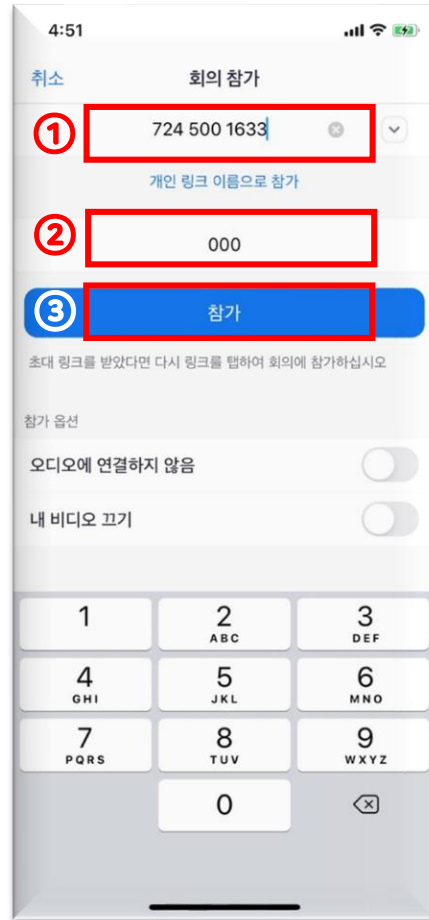 4:51
취소 회의 참가
① 724 500 1633
개인 링크 이름으로 참가
② 000
③ 참가
초대 링크를 받았다면 다시 링크를 탭하여 회의에 참가하십시오
참가 옵션
오디오에 연결하지 않음
내 비디오 끄기
1 2 3
ABC DEF
4 5 6
GHI JKL MNO
7 8 9
PQRS TUV WXYZ
0